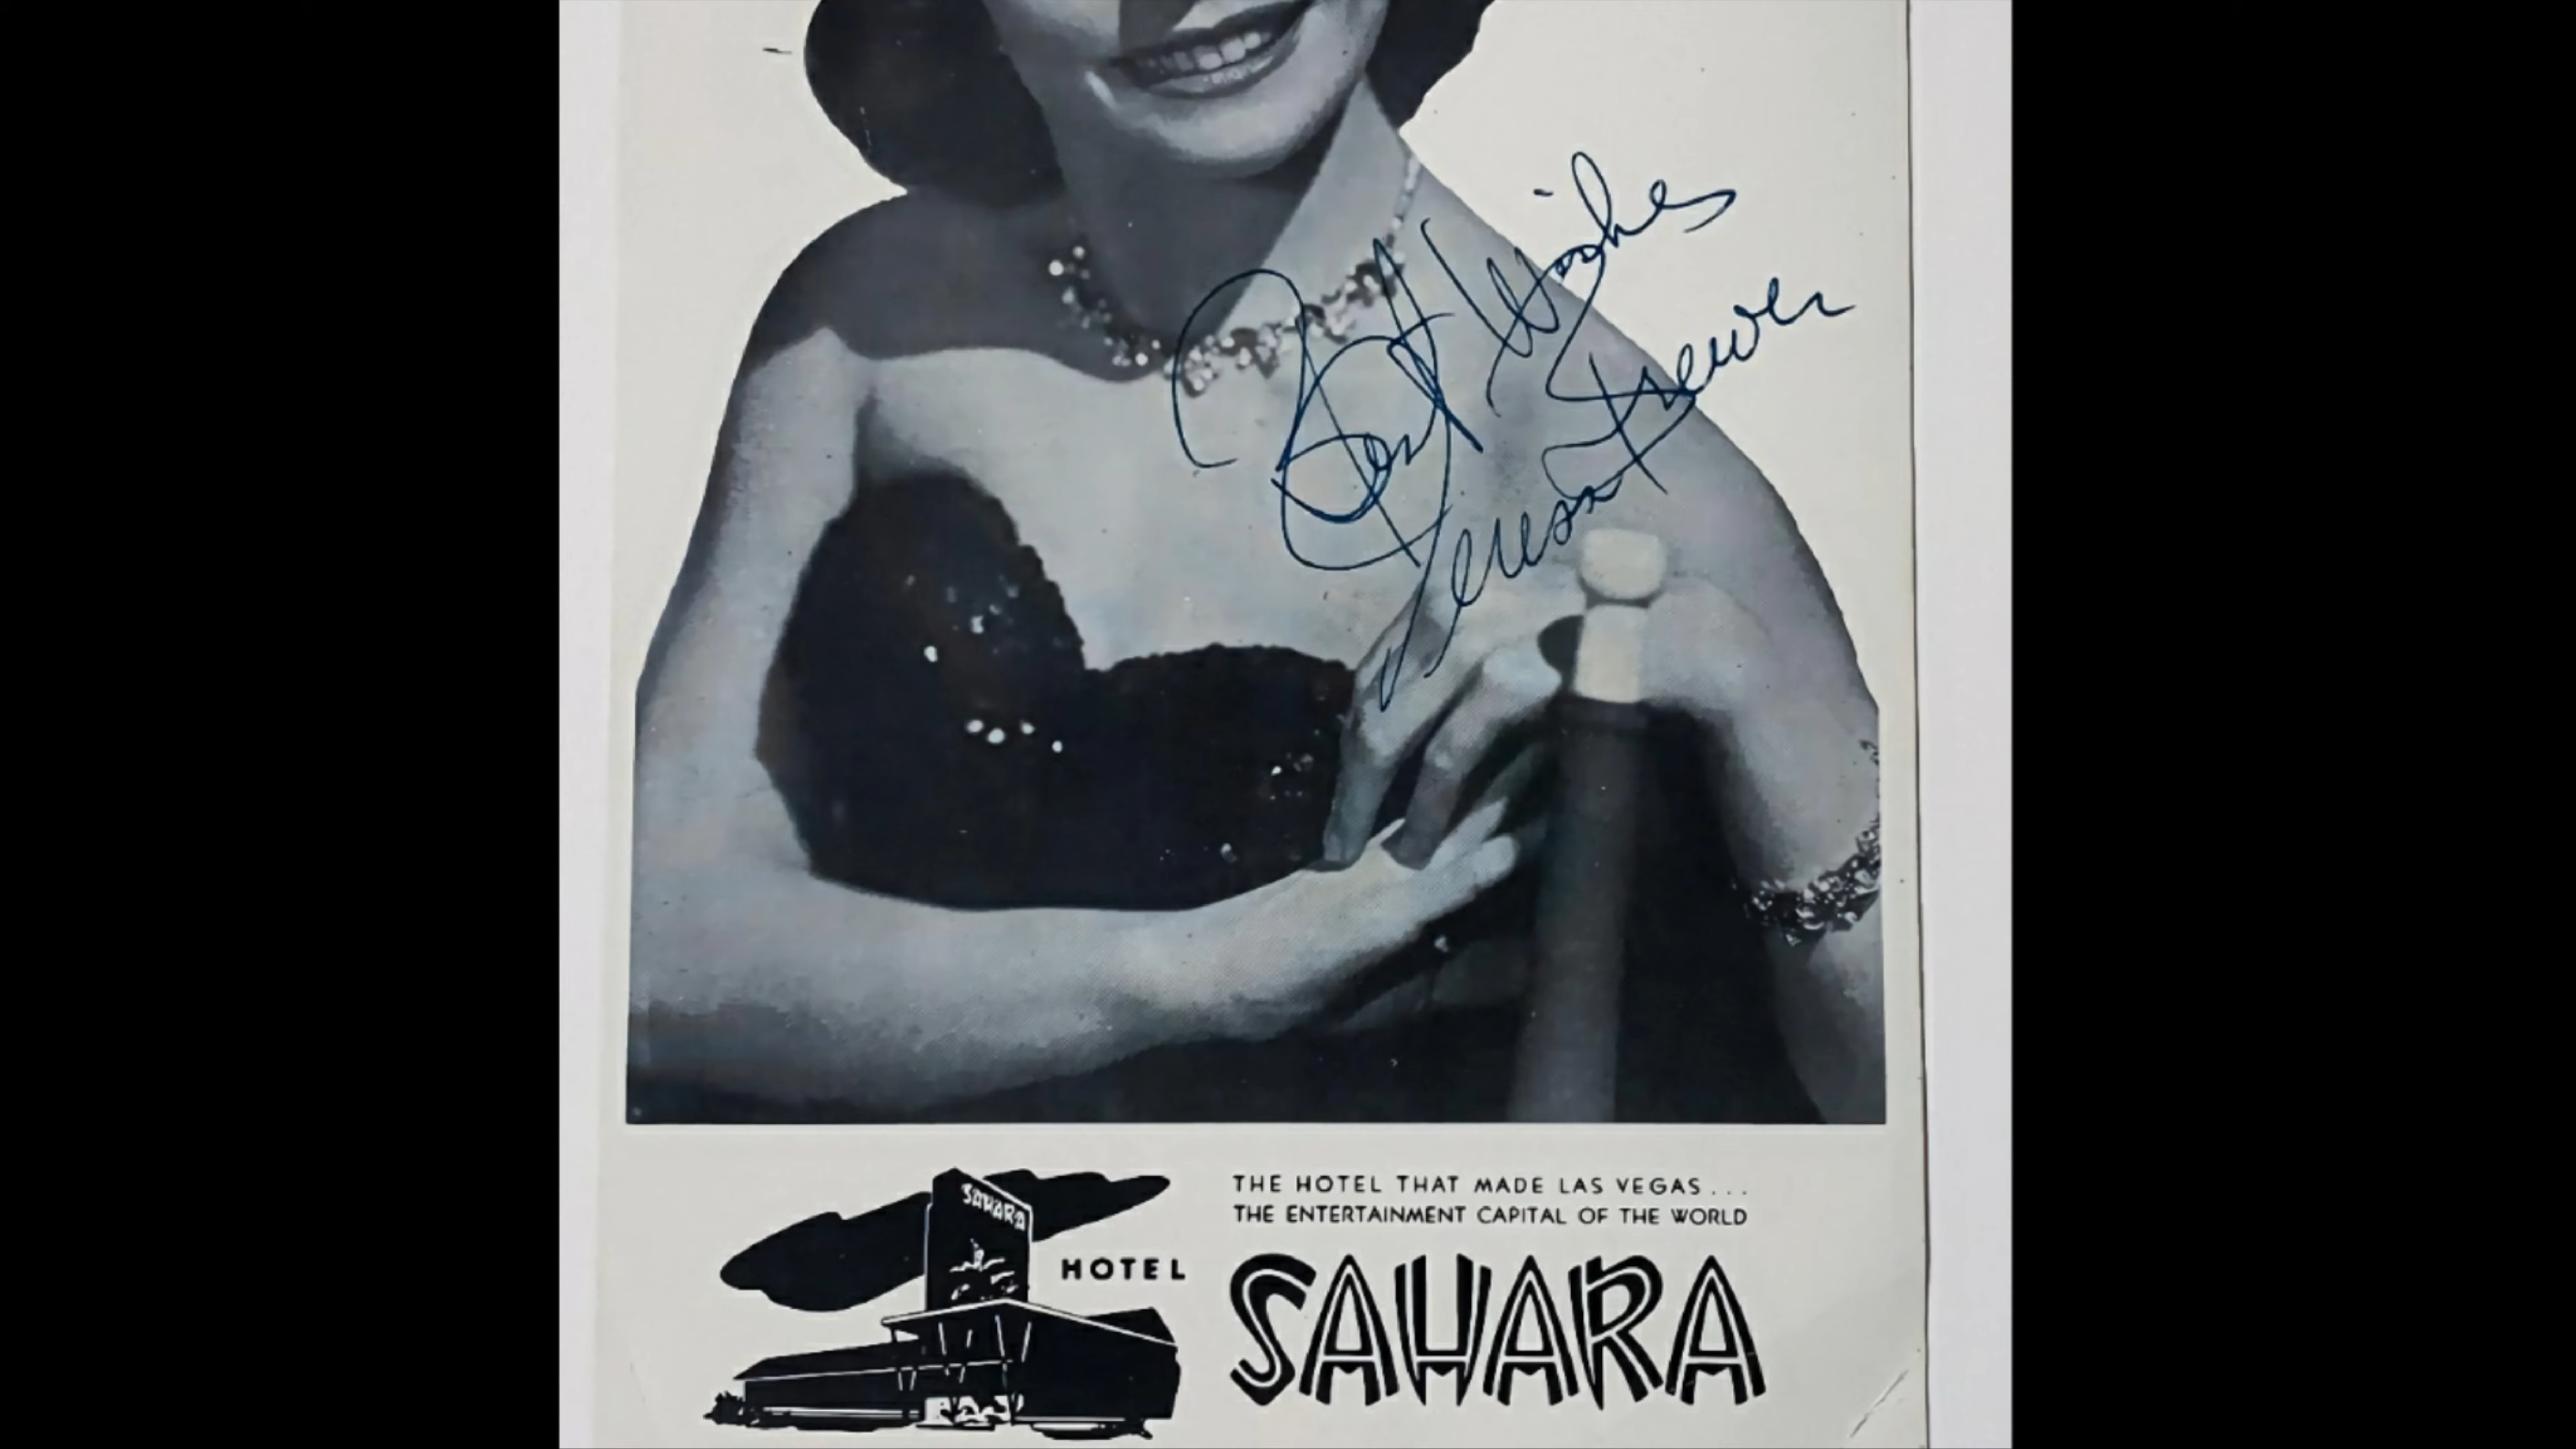 Best Wishes
Teresa Brewer
SAHARA
HOTEL
THE HOTEL THAT MADE LAS VEGAS...
THE ENTERTAINMENT CAPITAL OF THE WORLD
SAHARA